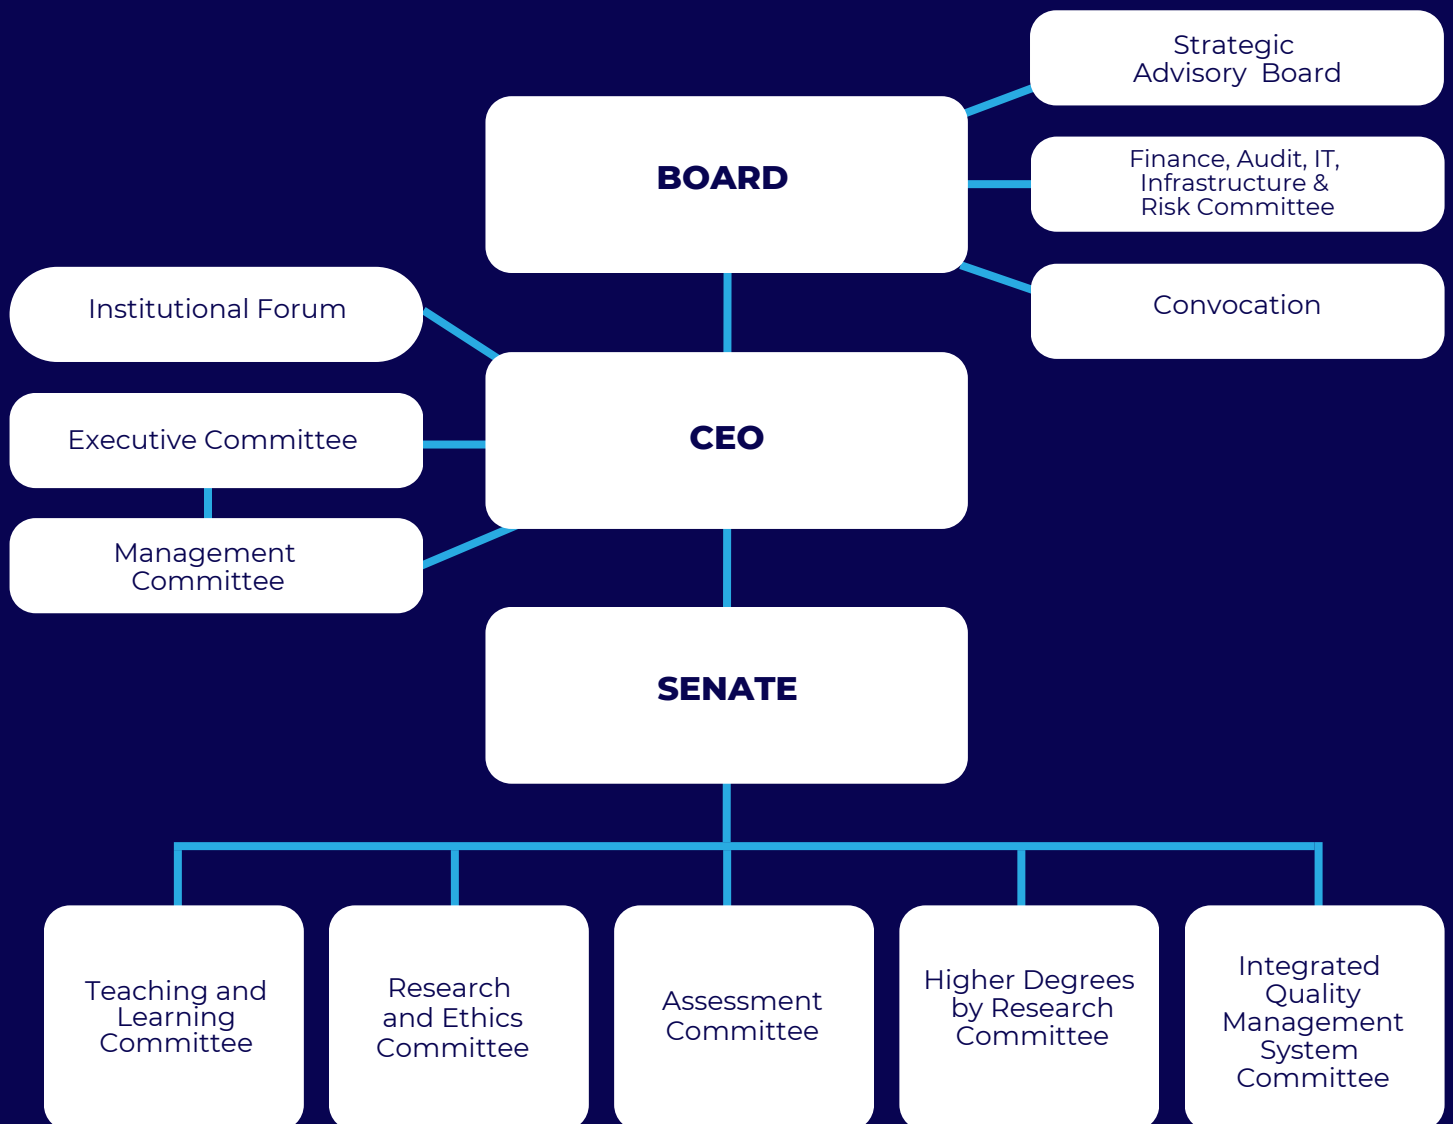 Strategic
Advisory Board
BOARD
Finance, Audit, IT,
Infrastructure &
Risk Committee
Convocation
Institutional Forum
CEO
Executive Committee
Management
Committee
SENATE
Teaching and
Learning
Committee
Research
and Ethics
Committee
Assessment
Committee
Higher Degrees
by Research
Committee
Integrated
Quality
Management
System
Committee